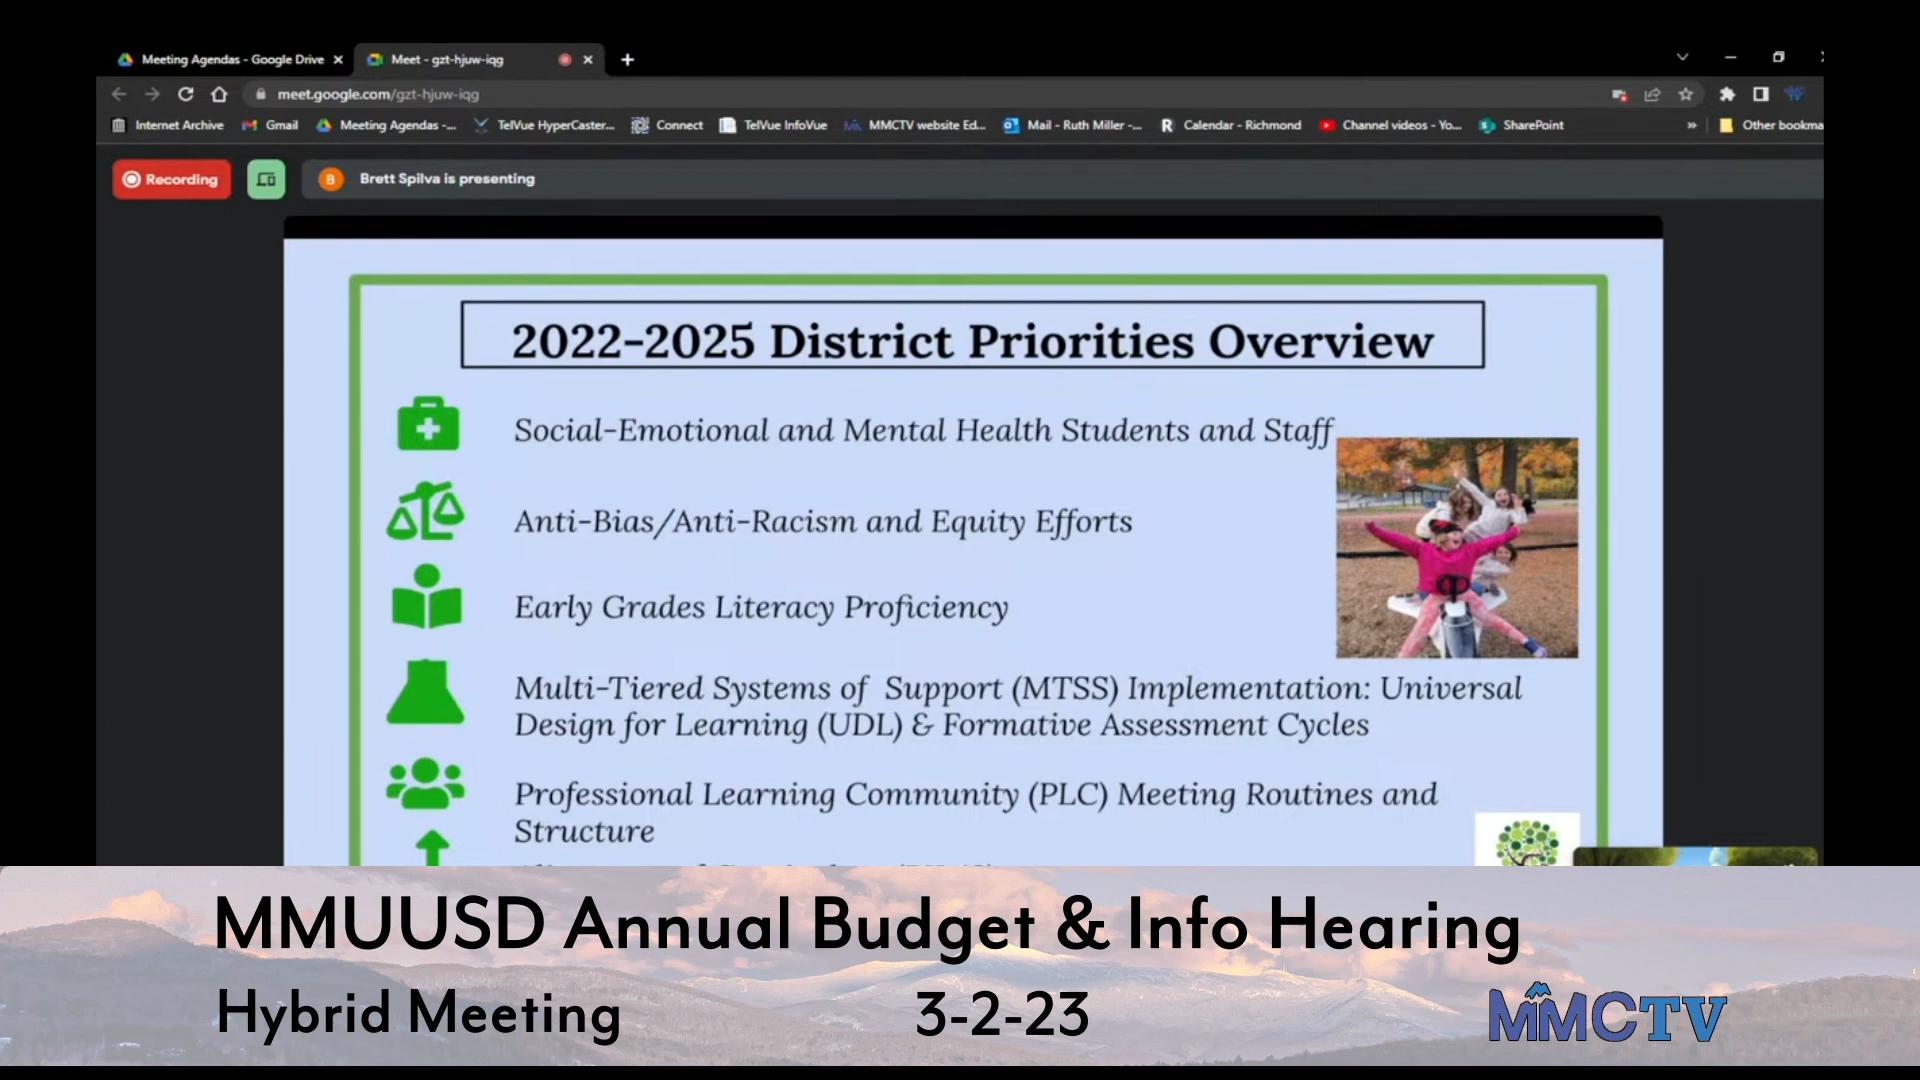 Meeting Agendas - Google Drive
Meet - gzt-hjuw-iqg
meet.google.com/gzt-hjuw-iqg
Internet Archive
Gmail
Meeting Agendas -...
TelVue HyperCaster...
Connect
TelVue InfoVue
MMCTV website Ed...
Mail - Ruth Miller -...
R
Calendar - Richmond
Channel videos - Yo...
SharePoint
»
Other bookma
Recording
B
Brett Spilva is presenting
2022-2025 District Priorities Overview
Social-Emotional and Mental Health Students and Staff
Anti-Bias/Anti-Racism and Equity Efforts
Early Grades Literacy Proficiency
Multi-Tiered Systems of Support (MTSS) Implementation: Universal
Design for Learning (UDL) & Formative Assessment Cycles
Professional Learning Community (PLC) Meeting Routines and
Structure
MMUUSD Annual Budget & Info Hearing
Hybrid Meeting
3-2-23
MMCTV